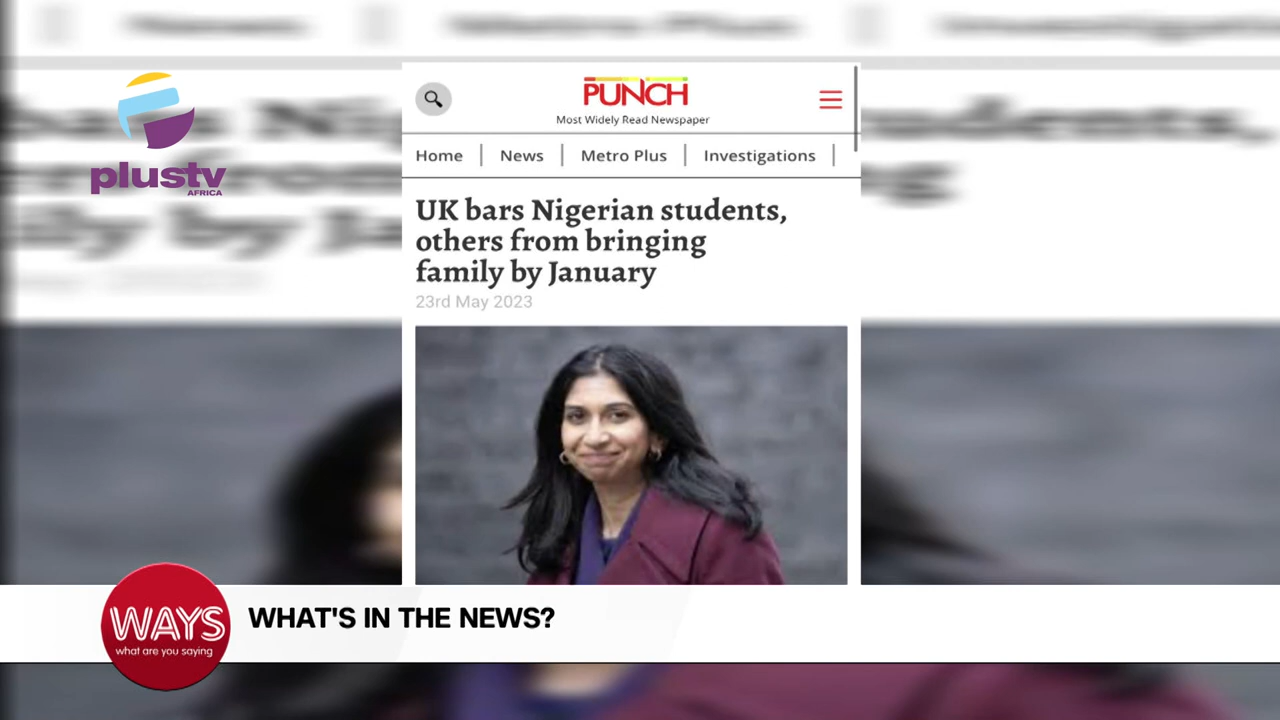 PUNCH
Most Widely Read Newspaper
Home | News | Metro Plus | Investigations |
UK bars Nigerian students,
others from bringing
family by January
23rd May 2023
plustv
AFRICA
WAYS
what are you saying
WHAT'S IN THE NEWS?